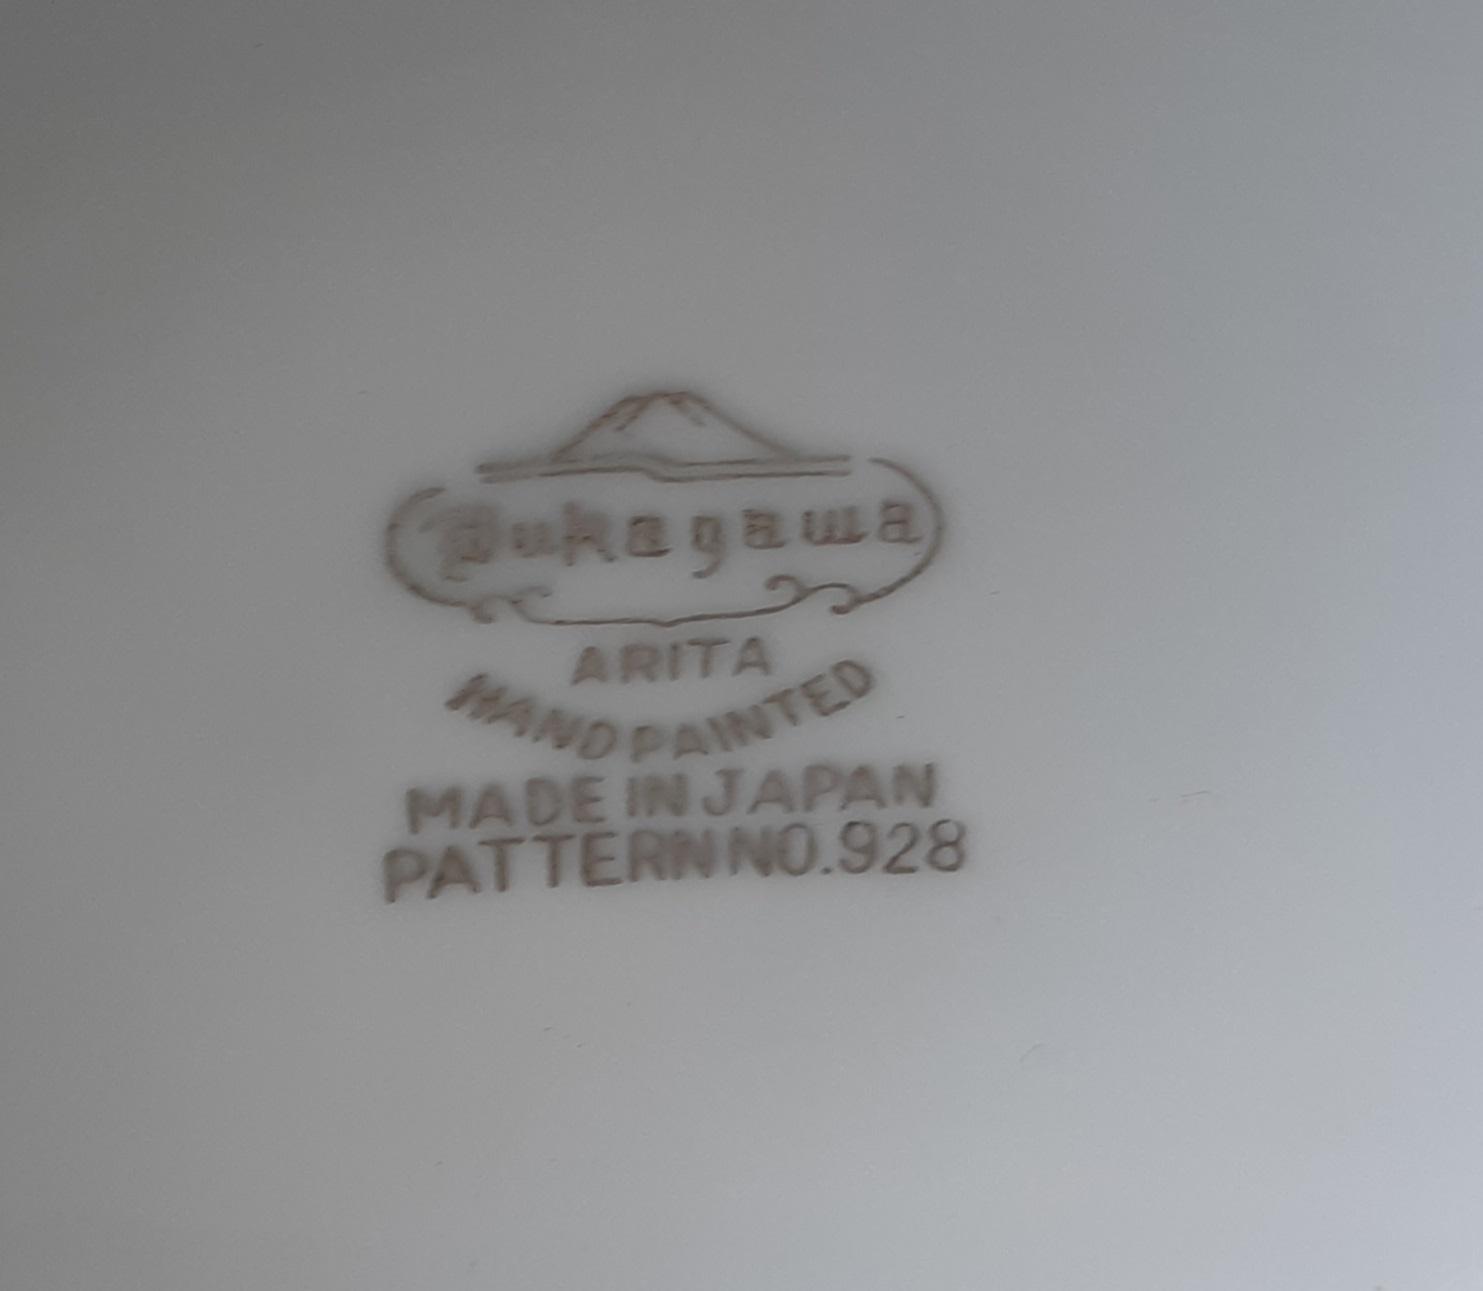 Fukagawa
ARITA
HAND PAINTED
MADE IN JAPAN
PATTERN NO. 928